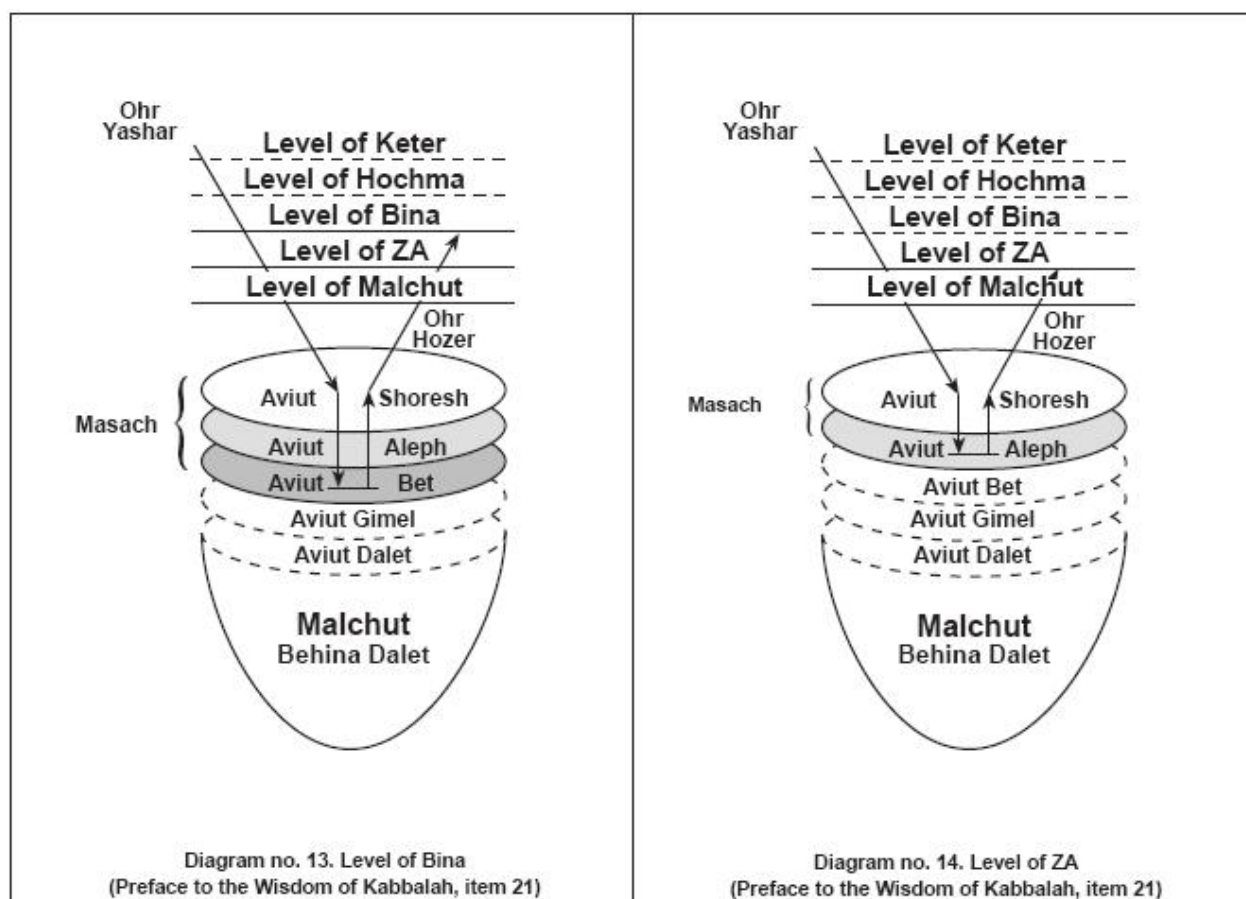 Ohr
Yashar
Level of Keter
Level of Hochma
Level of Bina
Level of ZA
Level of Malchut
Ohr
Hozer
Masach
Aviut Shoresh
Aviut Aleph
Aviut Bet
Aviut Gimel
Aviut Dalet
Malchut
Behina Dalet
Diagram no. 13. Level of Bina
(Preface to the Wisdom of Kabbalah, item 21)
Ohr
Yashar
Level of Keter
Level of Hochma
Level of Bina
Level of ZA
Level of Malchut
Ohr
Hozer
Masach
Aviut Shoresh
Aviut Aleph
Aviut Bet
Aviut Gimel
Aviut Dalet
Malchut
Behina Dalet
Diagram no. 14. Level of ZA
(Preface to the Wisdom of Kabbalah, item 21)